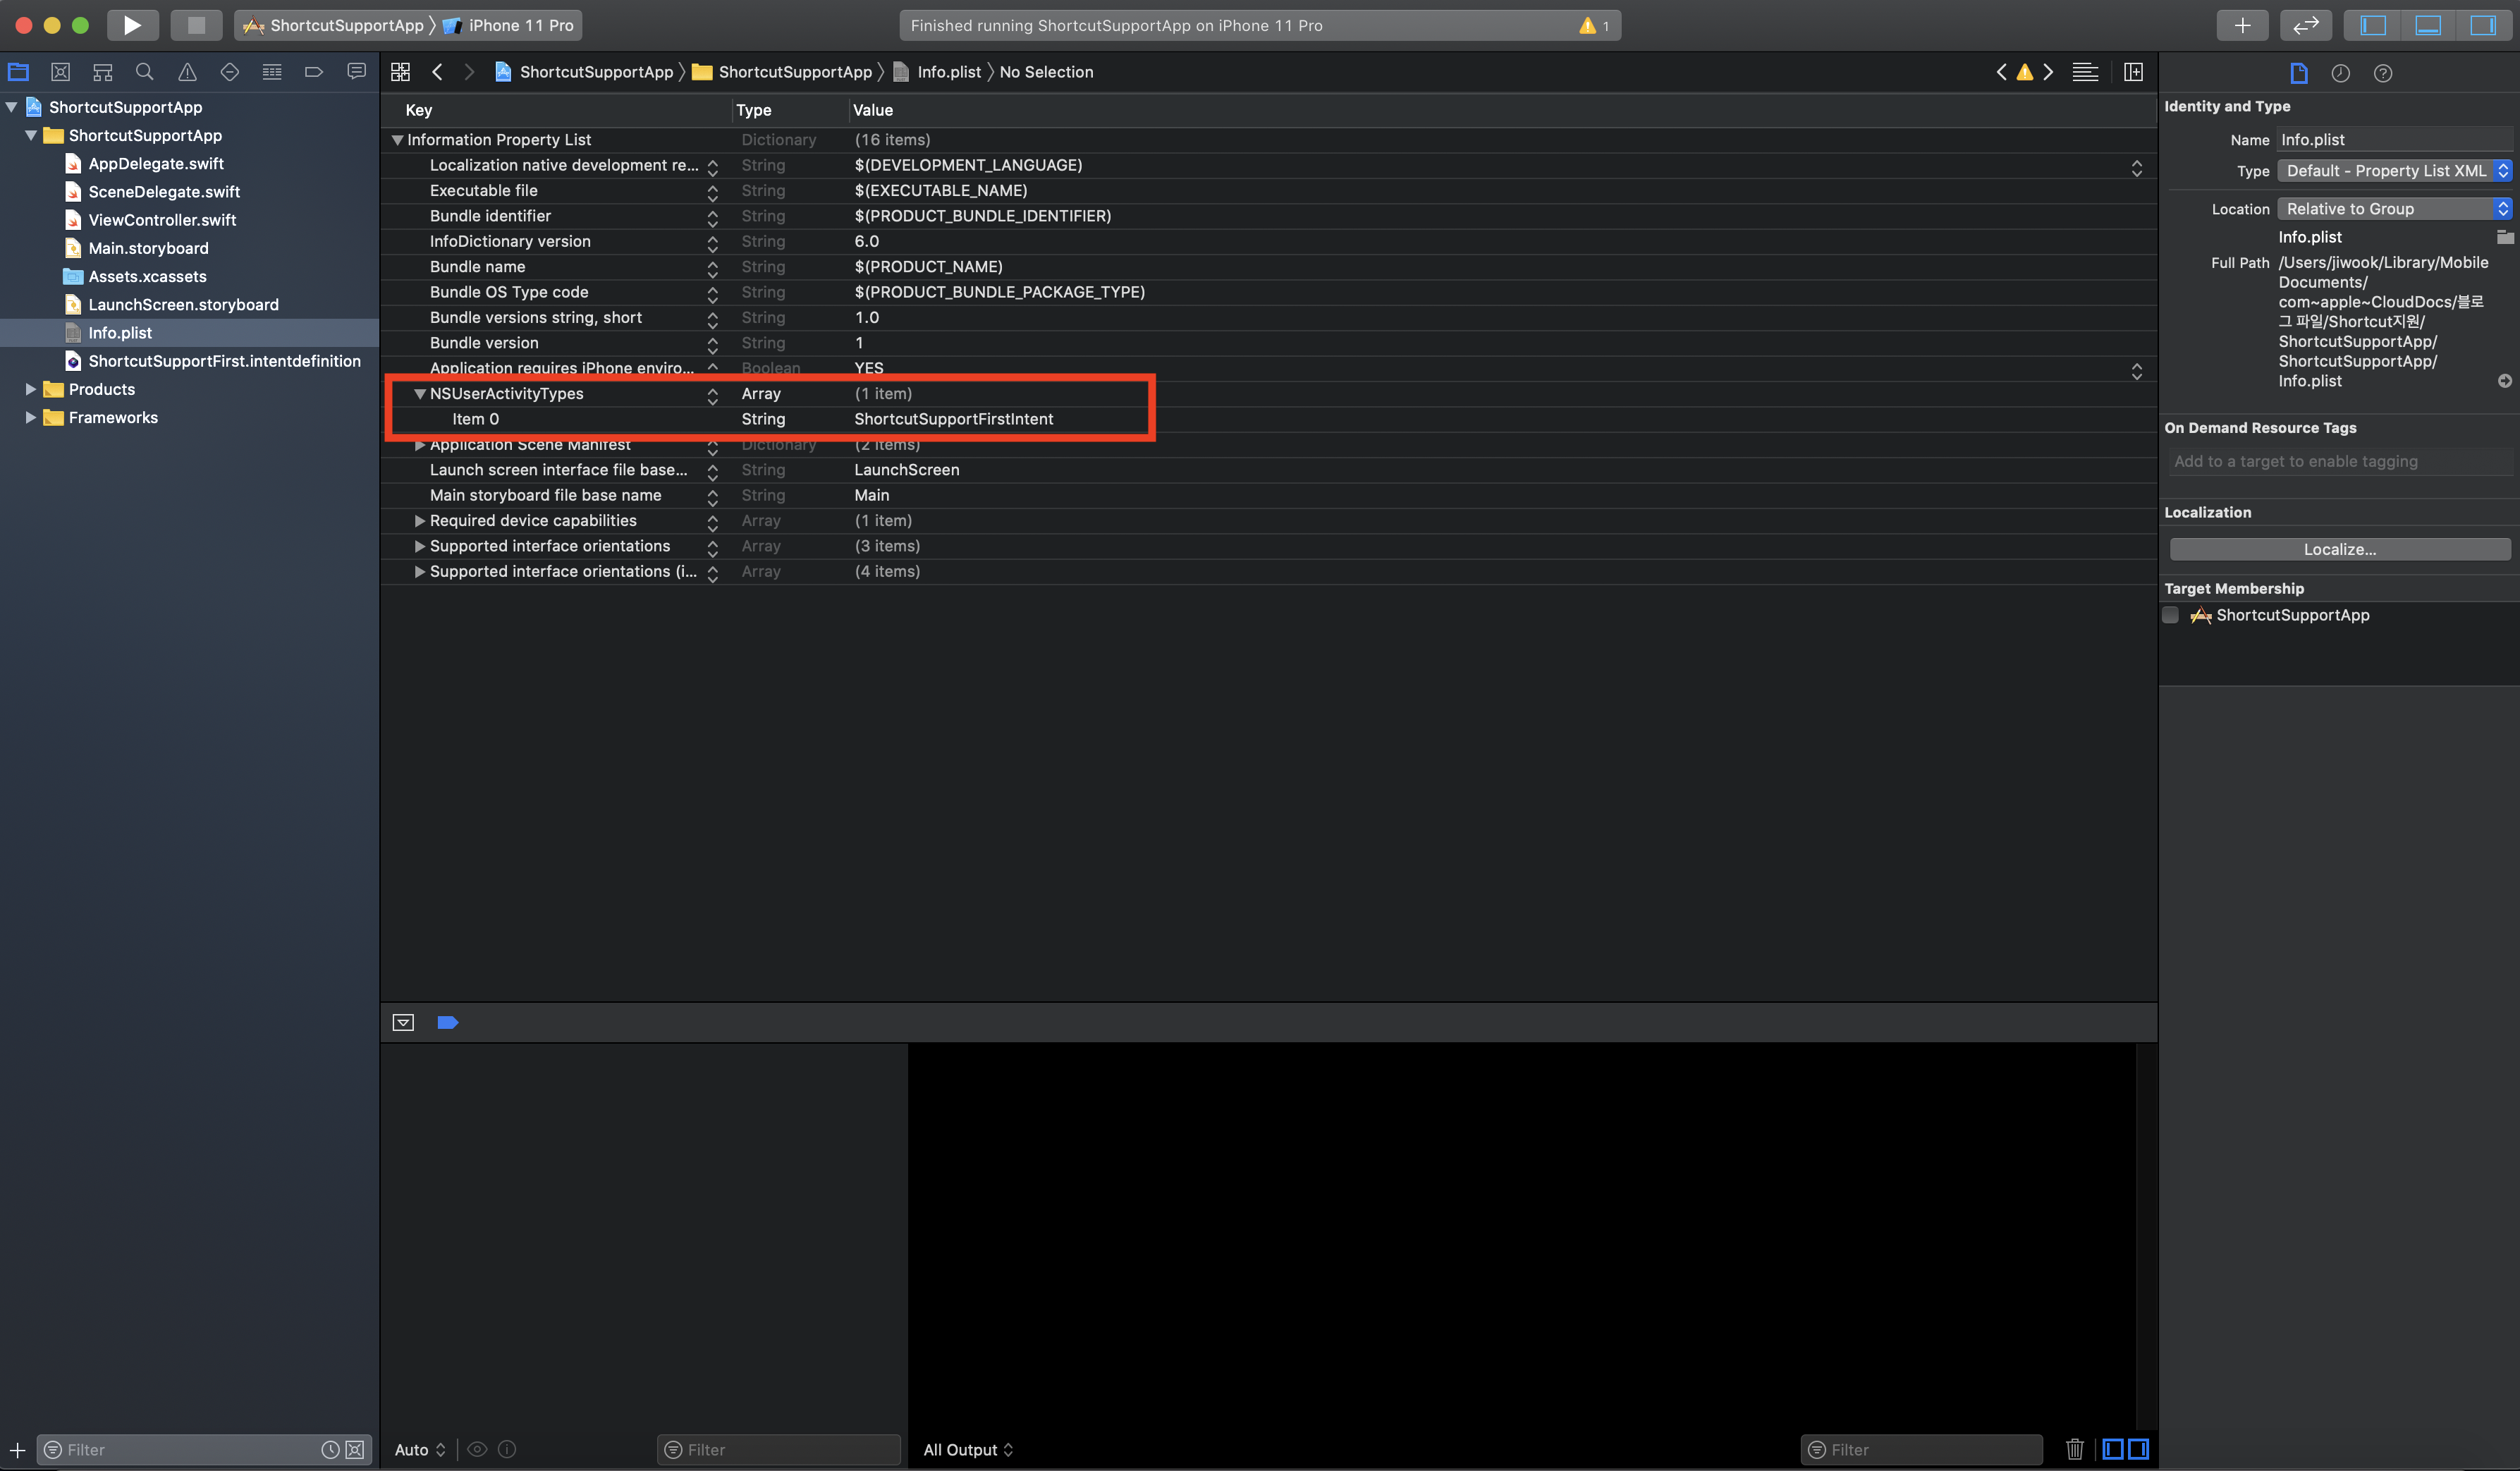 ShortcutSupportApp 〉 iPhone 11 Pro
Finished running ShortcutSupportApp on iPhone 11 Pro
1
ShortcutSupportApp
ShortcutSupportApp
AppDelegate.swift
SceneDelegate.swift
ViewController.swift
Main.storyboard
Assets.xcassets
LaunchScreen.storyboard
Info.plist
ShortcutSupportFirst.intentdefinition
Products
Frameworks
Filter
ShortcutSupportApp 〉 ShortcutSupportApp 〉 Info.plist 〉 No Selection
Key Type Value
Information Property List Dictionary (16 items)
Localization native development re... String $(DEVELOPMENT_LANGUAGE)
Executable file String $(EXECUTABLE_NAME)
Bundle identifier String $(PRODUCT_BUNDLE_IDENTIFIER)
InfoDictionary version String 6.0
Bundle name String $(PRODUCT_NAME)
Bundle OS Type code String $(PRODUCT_BUNDLE_PACKAGE_TYPE)
Bundle versions string, short String 1.0
Bundle version String 1
Application requires iPhone enviro... Boolean YES
NSUserActivityTypes Array (1 item)
Item 0 String ShortcutSupportFirstIntent
Application Scene Manifest Dictionary (2 items)
Launch screen interface file base... String LaunchScreen
Main storyboard file base name String Main
Required device capabilities Array (1 item)
Supported interface orientations Array (3 items)
Supported interface orientations (i... Array (4 items)
Auto
Filter
All Output
Filter
Identity and Type
Name Info.plist
Type Default - Property List XML
Location Relative to Group
Info.plist
Full Path /Users/jiwook/Library/Mobile
Documents/
com~apple~CloudDocs/블로
그 파일/Shortcut지원/
ShortcutSupportApp/
ShortcutSupportApp/
Info.plist
On Demand Resource Tags
Add to a target to enable tagging
Localization
Localize...
Target Membership
ShortcutSupportApp